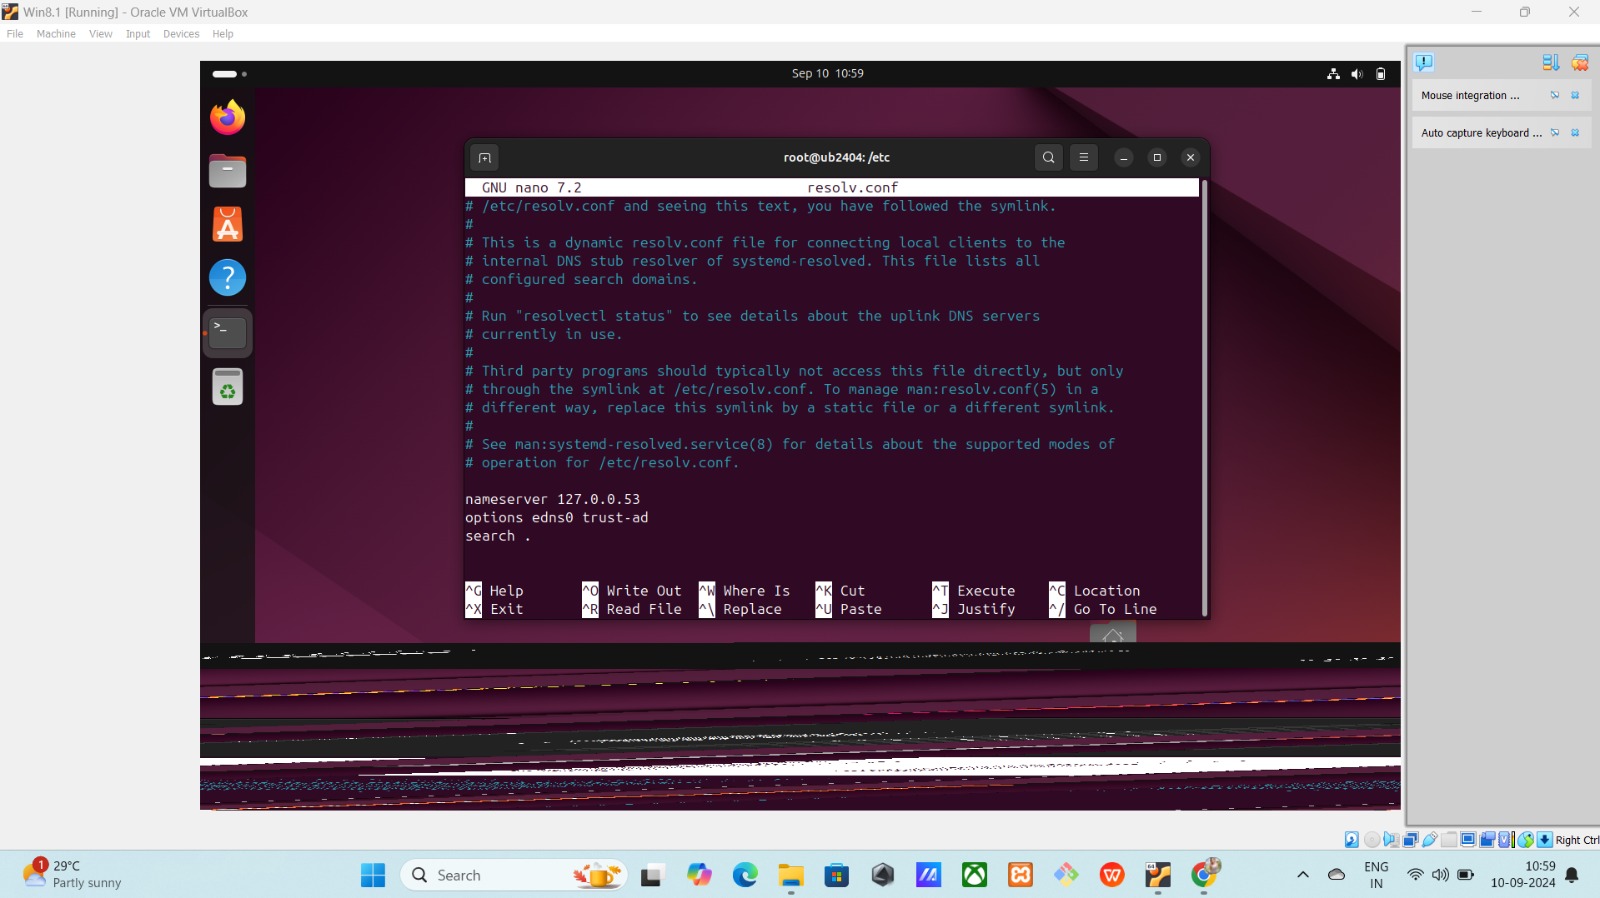 Win8.1 [Running] - Oracle VM VirtualBox
File Machine View Input Devices Help
Sep 10 10:59
Mouse integration ...
Auto capture keyboard ...
root@ub2404: /etc
GNU nano 7.2 resolv.conf
# /etc/resolv.conf and seeing this text, you have followed the symlink.
#
# This is a dynamic resolv.conf file for connecting local clients to the
# internal DNS stub resolver of systemd-resolved. This file lists all
# configured search domains.
#
# Run "resolvectl status" to see details about the uplink DNS servers
# currently in use.
#
# Third party programs should typically not access this file directly, but only
# through the symlink at /etc/resolv.conf. To manage man:resolv.conf(5) in a
# different way, replace this symlink by a static file or a different symlink.
#
# See man:systemd-resolved.service(8) for details about the supported modes of
# operation for /etc/resolv.conf.
nameserver 127.0.0.53
options edns0 trust-ad
search .
^G Help ^O Write Out ^W Where Is ^K Cut ^T Execute ^C Location
^X Exit ^R Read File ^\ Replace ^U Paste ^J Justify ^/ Go To Line
Right Ctrl
1
29°C
Partly sunny
Search
ENG
IN
10:59
10-09-2024